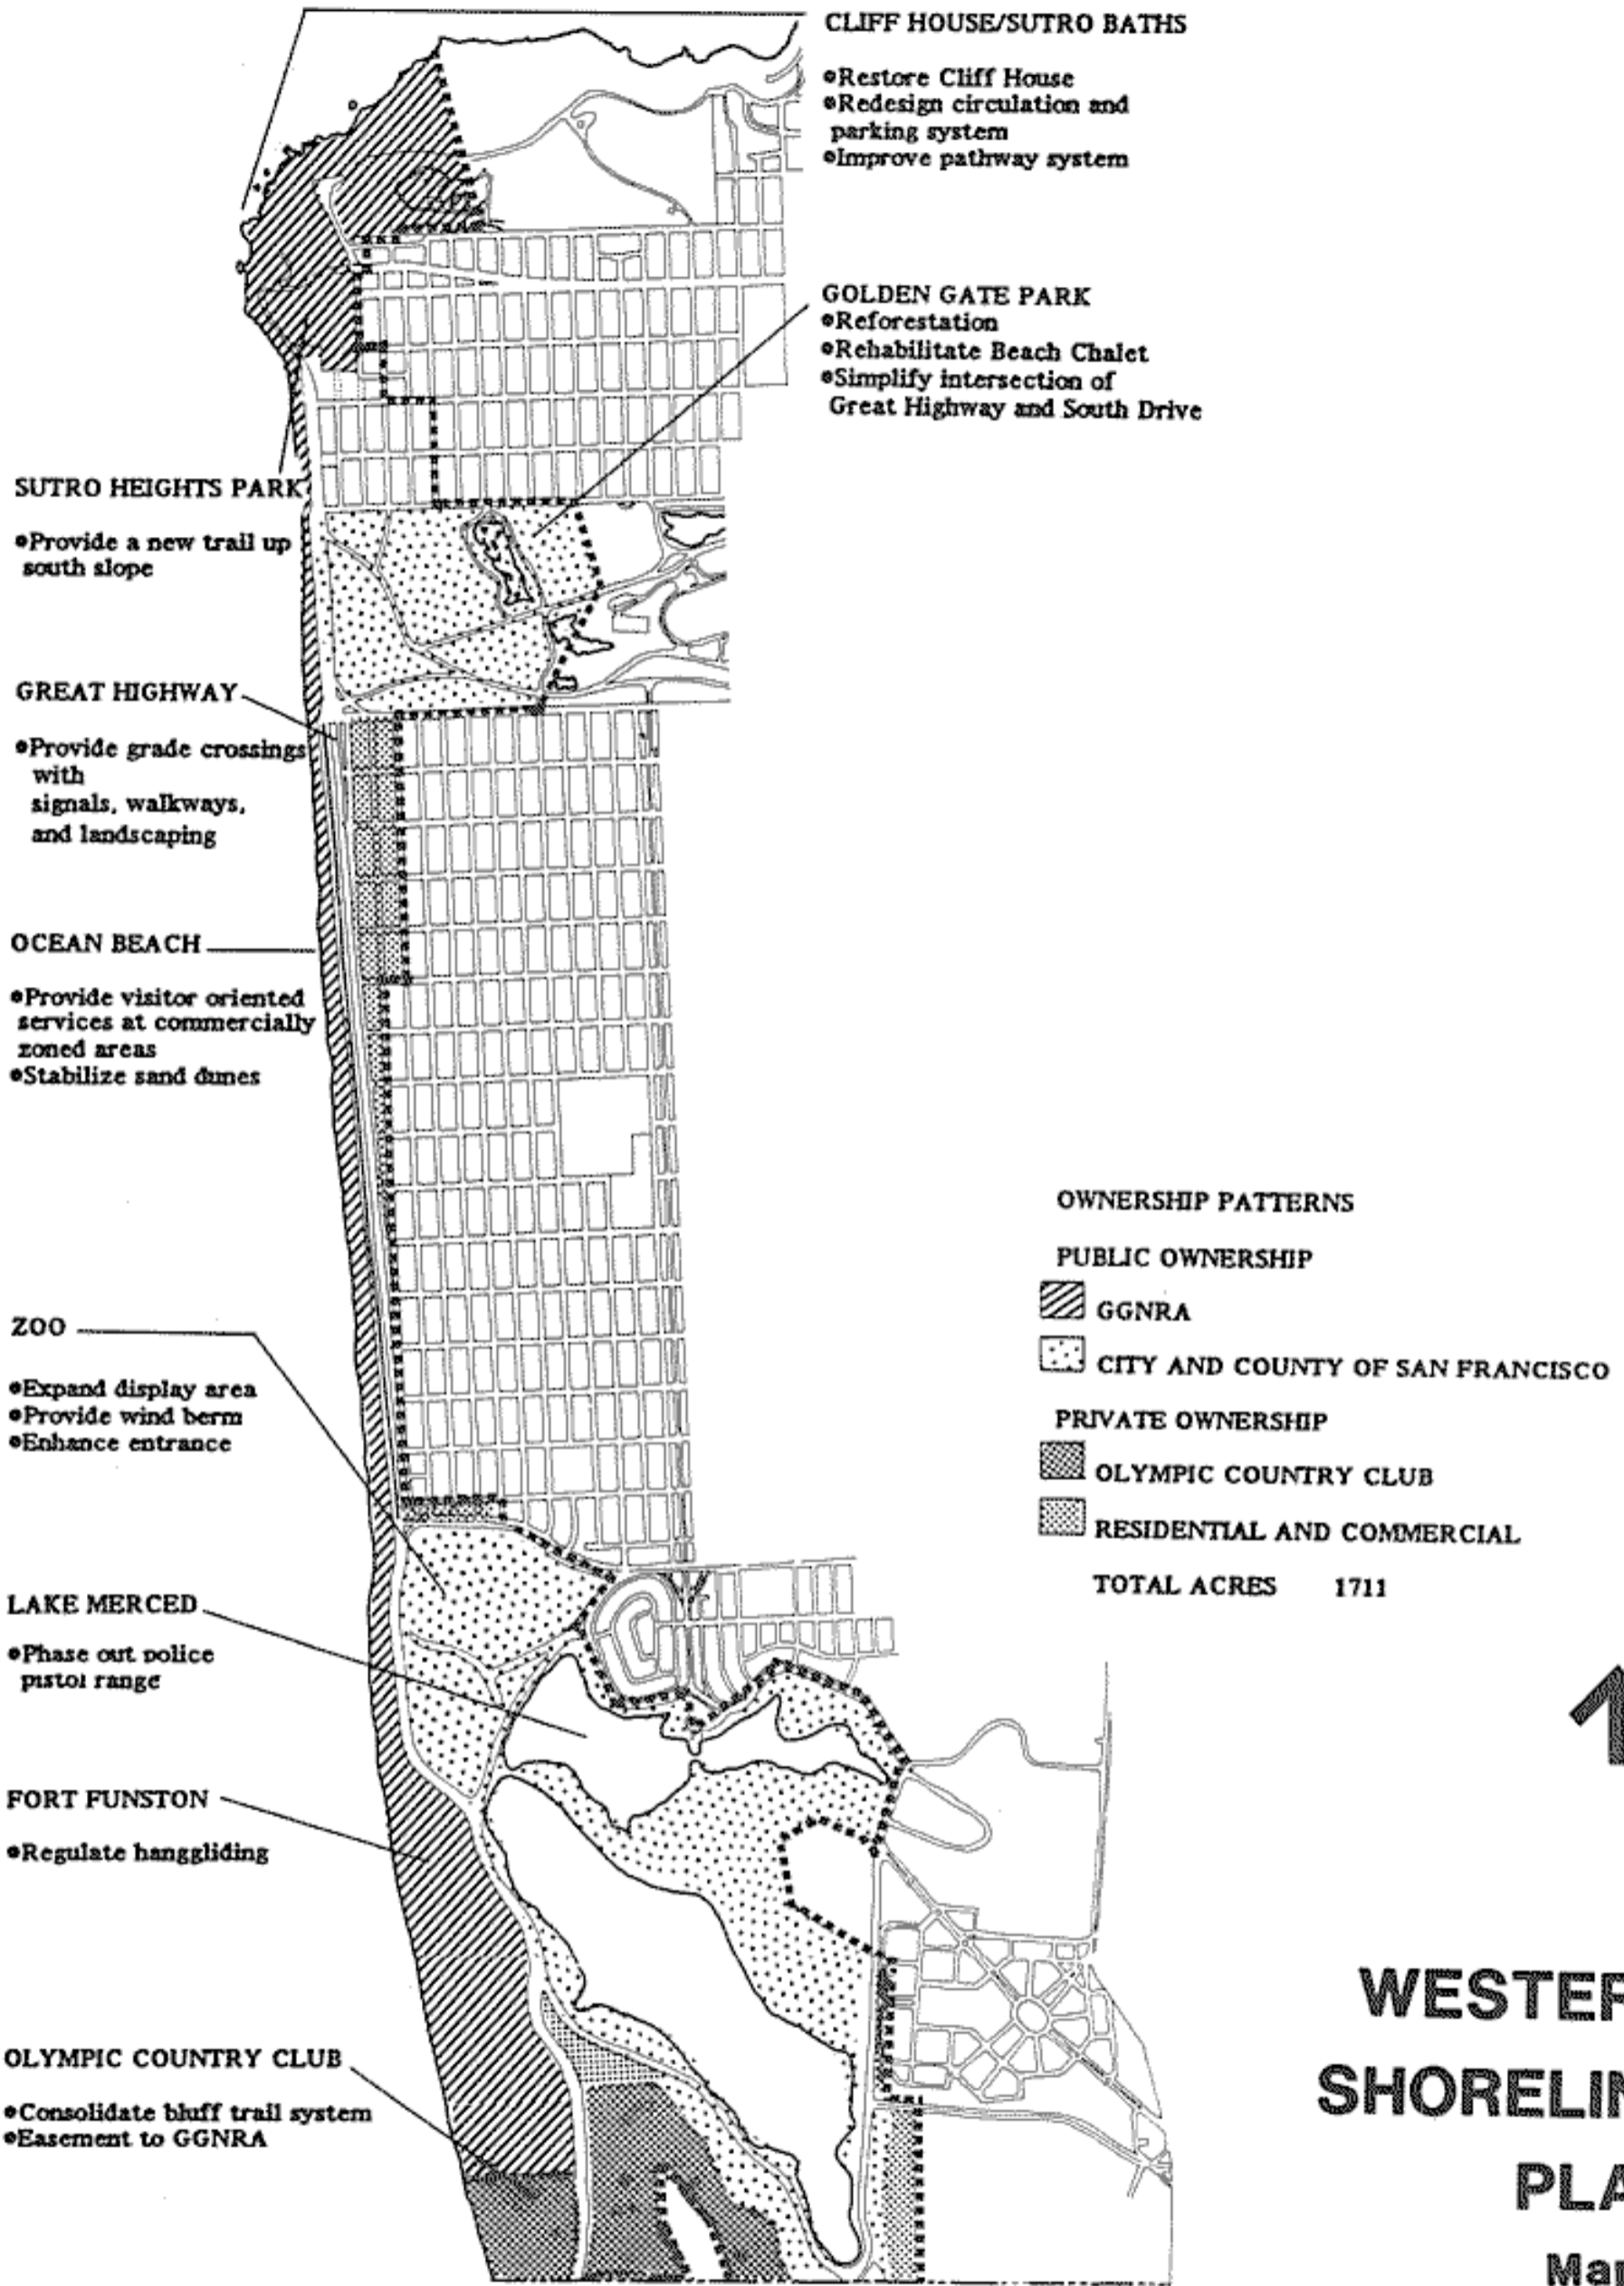 CLIFF HOUSE/SUTRO BATHS
•Restore Cliff House
•Redesign circulation and
parking system
•Improve pathway system
GOLDEN GATE PARK
•Reforestation
•Rehabilitate Beach Chalet
•Simplify intersection of
Great Highway and South Drive
SUTRO HEIGHTS PARK
•Provide a new trail up
south slope
GREAT HIGHWAY
•Provide grade crossings
with
signals, walkways,
and landscaping
OCEAN BEACH
•Provide visitor oriented
services at commercially
zoned areas
•Stabilize sand dunes
ZOO
•Expand display area
•Provide wind berm
•Enhance entrance
LAKE MERCED
•Phase out police
pistol range
FORT FUNSTON
•Regulate hanggliding
OLYMPIC COUNTRY CLUB
•Consolidate bluff trail system
•Easement to GGNRA
OWNERSHIP PATTERNS
PUBLIC OWNERSHIP
GGNRA
CITY AND COUNTY OF SAN FRANCISCO
PRIVATE OWNERSHIP
OLYMPIC COUNTRY CLUB
RESIDENTIAL AND COMMERCIAL
TOTAL ACRES 1711
WESTER
SHORELIN
PLA
Map